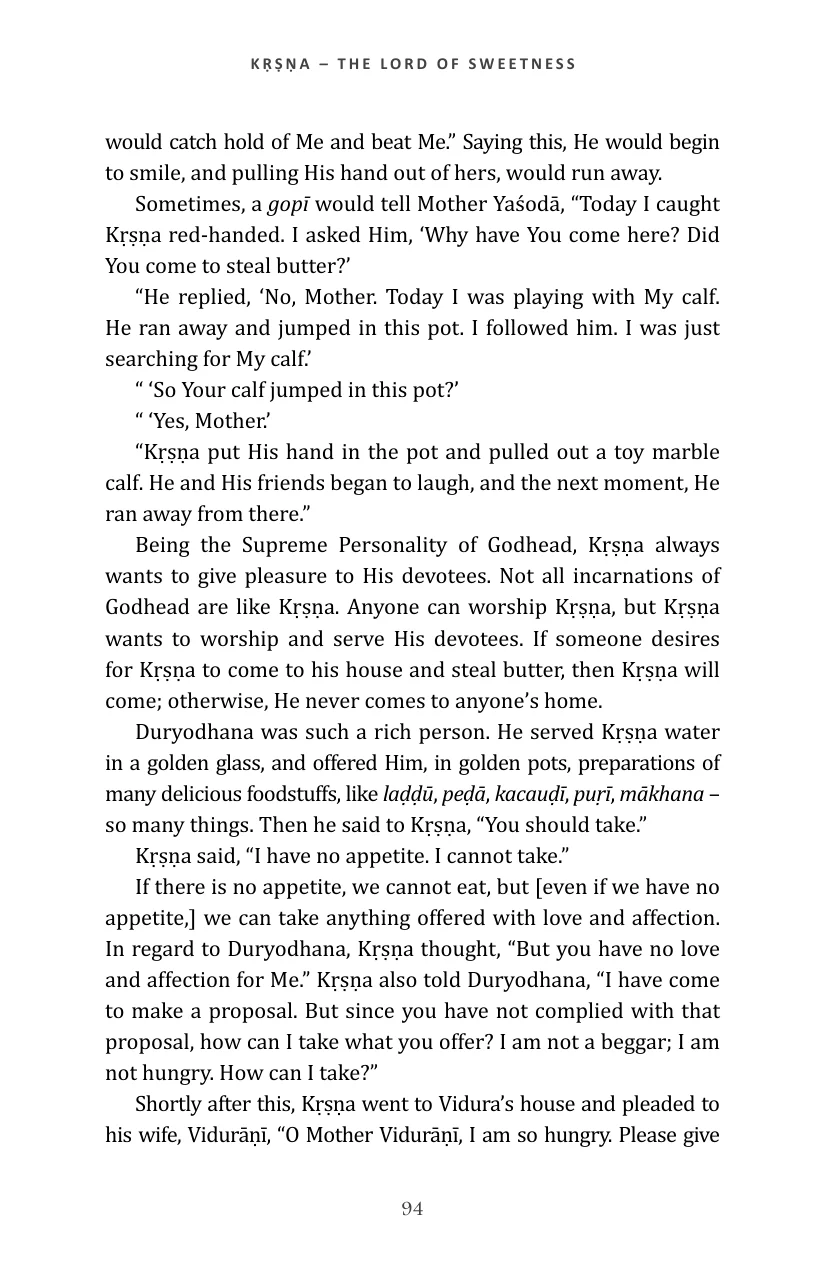 KṚṢṆA – THE LORD OF SWEETNESS
would catch hold of Me and beat Me.” Saying this, He would begin
to smile, and pulling His hand out of hers, would run away.
Sometimes, a gopī would tell Mother Yaśodā, “Today I caught
Kṛṣṇa red-handed. I asked Him, ‘Why have You come here? Did
You come to steal butter?’
“He replied, ‘No, Mother. Today I was playing with My calf.
He ran away and jumped in this pot. I followed him. I was just
searching for My calf.’
“ ‘So Your calf jumped in this pot?’
“ ‘Yes, Mother.’
“Kṛṣṇa put His hand in the pot and pulled out a toy marble
calf. He and His friends began to laugh, and the next moment, He
ran away from there.”
Being the Supreme Personality of Godhead, Kṛṣṇa always
wants to give pleasure to His devotees. Not all incarnations of
Godhead are like Kṛṣṇa. Anyone can worship Kṛṣṇa, but Kṛṣṇa
wants to worship and serve His devotees. If someone desires
for Kṛṣṇa to come to his house and steal butter, then Kṛṣṇa will
come; otherwise, He never comes to anyone’s home.
Duryodhana was such a rich person. He served Kṛṣṇa water
in a golden glass, and offered Him, in golden pots, preparations of
many delicious foodstuffs, like laḍḍū, peḍā, kacauḍī, puṛī, mākhana –
so many things. Then he said to Kṛṣṇa, “You should take.”
Kṛṣṇa said, “I have no appetite. I cannot take.”
If there is no appetite, we cannot eat, but [even if we have no
appetite,] we can take anything offered with love and affection.
In regard to Duryodhana, Kṛṣṇa thought, “But you have no love
and affection for Me.” Kṛṣṇa also told Duryodhana, “I have come
to make a proposal. But since you have not complied with that
proposal, how can I take what you offer? I am not a beggar; I am
not hungry. How can I take?”
Shortly after this, Kṛṣṇa went to Vidura’s house and pleaded to
his wife, Vidurāṇī, “O Mother Vidurāṇī, I am so hungry. Please give
94